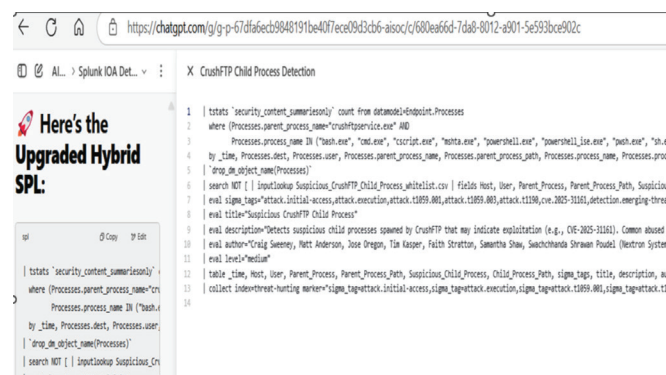 https://chatgpt.com/g/g-p-67dfa6ecb9848191be40f7ece09d3cb6-aisoc/c/680ea66d-7da8-8012-a901-5e593bce902c
AI... > Splunk IOA Det...
X CrushFTP Child Process Detection
🚀 Here's the
Upgraded Hybrid
SPL:
spl Copy Edit
| tstats `security_content_summariesonly`
where (Processes.parent_process_name="cru
Processes.process_name IN ("bash.e
by _time, Processes.dest, Processes.user,
| `drop_dm_object_name(Processes)`
| search NOT [ | inputlookup Suspicious_Cru
1 | tstats `security_content_summariesonly` count from datamodel=Endpoint.Processes
2 where (Processes.parent_process_name="crushftpservice.exe" AND
3 Processes.process_name IN ("bash.exe", "cmd.exe", "cscript.exe", "mshta.exe", "powershell.exe", "powershell_ise.exe", "pwsh.exe", "sh.e
4 by _time, Processes.dest, Processes.user, Processes.parent_process_name, Processes.parent_process_path, Processes.process_name, Processes.proc
5 | `drop_dm_object_name(Processes)`
6 | search NOT [ | inputlookup Suspicious_CrushFTP_Child_Process_whitelist.csv | fields Host, User, Parent_Process, Parent_Process_Path, Suspiciou
7 | eval sigma_tags="attack.initial-access,attack.execution,attack.t1059.001,attack.t1059.003,attack.t1190,cve.2025-31161,detection.emerging-threa
8 | eval title="Suspicious CrushFTP Child Process"
9 | eval description="Detects suspicious child processes spawned by CrushFTP that may indicate exploitation (e.g., CVE-2025-31161). Common abused
10 | eval author="Craig Sweeney, Matt Anderson, Jose Oregon, Tim Kasper, Faith Stratton, Samantha Shaw, Swachchhanda Shrawan Poudel (Nextron System
11 | eval level="medium"
12 | table _time, Host, User, Parent_Process, Parent_Process_Path, Suspicious_Child_Process, Child_Process_Path, sigma_tags, title, description, au
13 | collect index=threat-hunting marker="sigma_tag=attack.initial-access,sigma_tag=attack.execution,sigma_tag=attack.t1059.001,sigma_tag=attack.t1
14